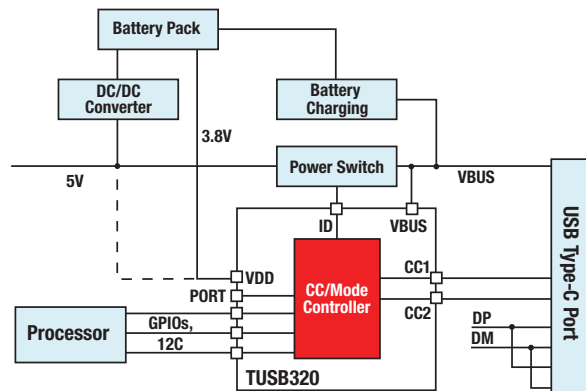 Battery Pack
DC/DC
Converter
Battery
Charging
3.8V
5V
Power Switch
VBUS
ID
VBUS
USB Type-C Port
VDD
CC1
PORT
CC/Mode
Controller
CC2
Processor
GPIOs,
12C
DP
DM
TUSB320